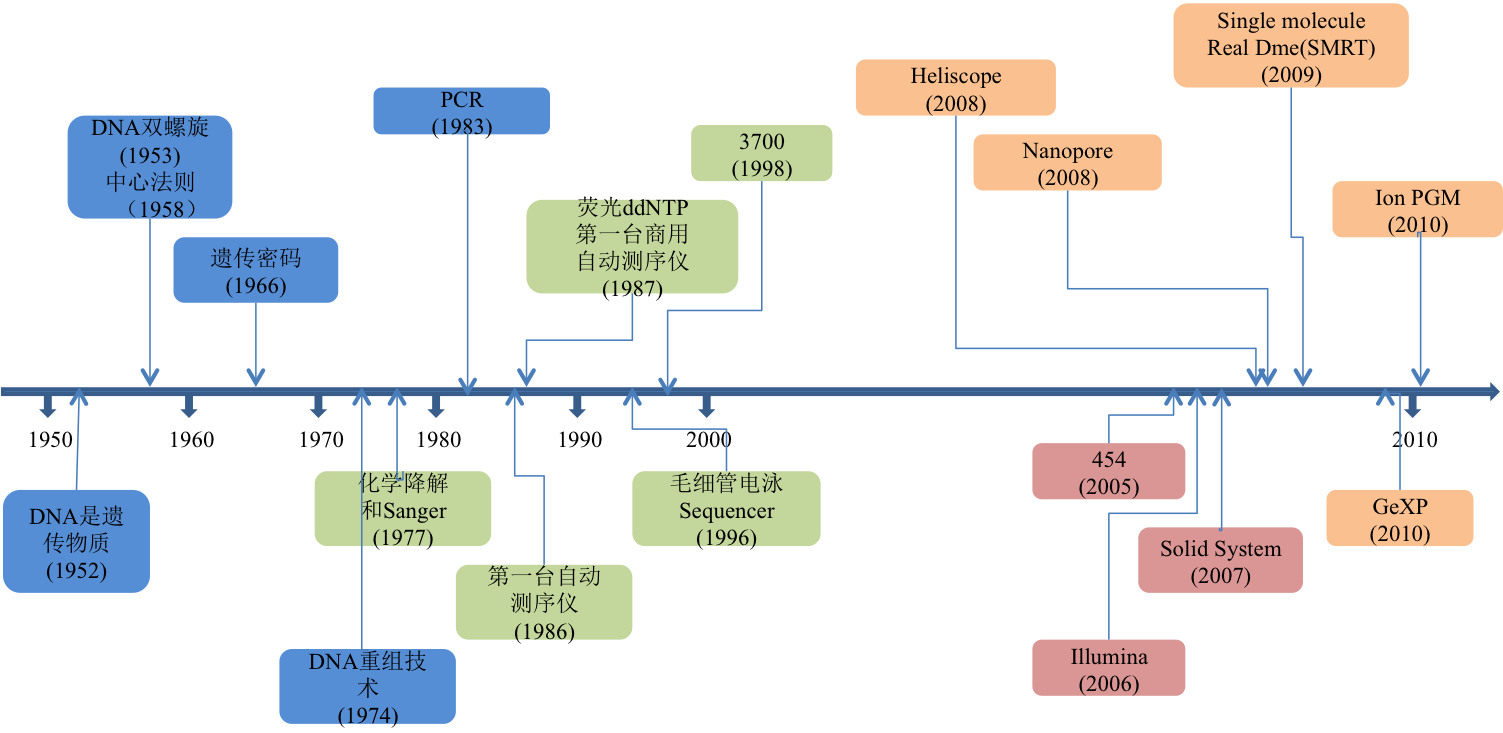 Single molecule
Real Dme(SMRT)
(2009)
Heliscope
(2008)
PCR
(1983)
DNA双螺旋
(1953)
中心法则
（1958）
3700
(1998)
Nanopore
(2008)
Ion PGM
(2010)
荧光ddNTP
第一台商用
自动测序仪
(1987)
遗传密码
(1966)
1950
1960
1970
1980
1990
2000
2010
DNA是遗
传物质
(1952)
化学降解
和Sanger
(1977)
毛细管电泳
Sequencer
(1996)
454
(2005)
GeXP
(2010)
Solid System
(2007)
第一台自动
测序仪
(1986)
Illumina
(2006)
DNA重组技
术
(1974)